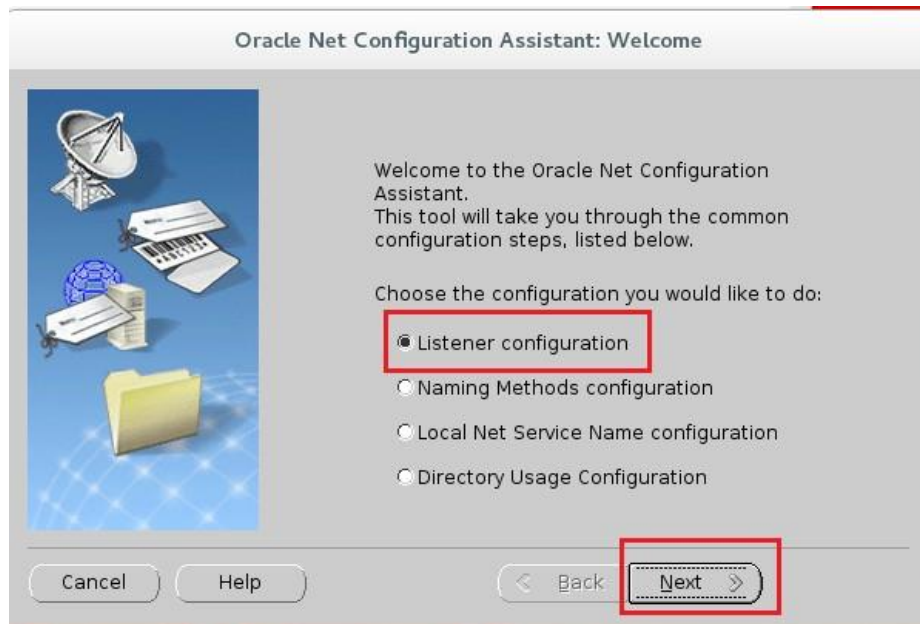 Oracle Net Configuration Assistant: Welcome
Welcome to the Oracle Net Configuration
Assistant.
This tool will take you through the common
configuration steps, listed below.
Choose the configuration you would like to do:
Listener configuration
Naming Methods configuration
Local Net Service Name configuration
Directory Usage Configuration
Cancel
Help
Back
Next